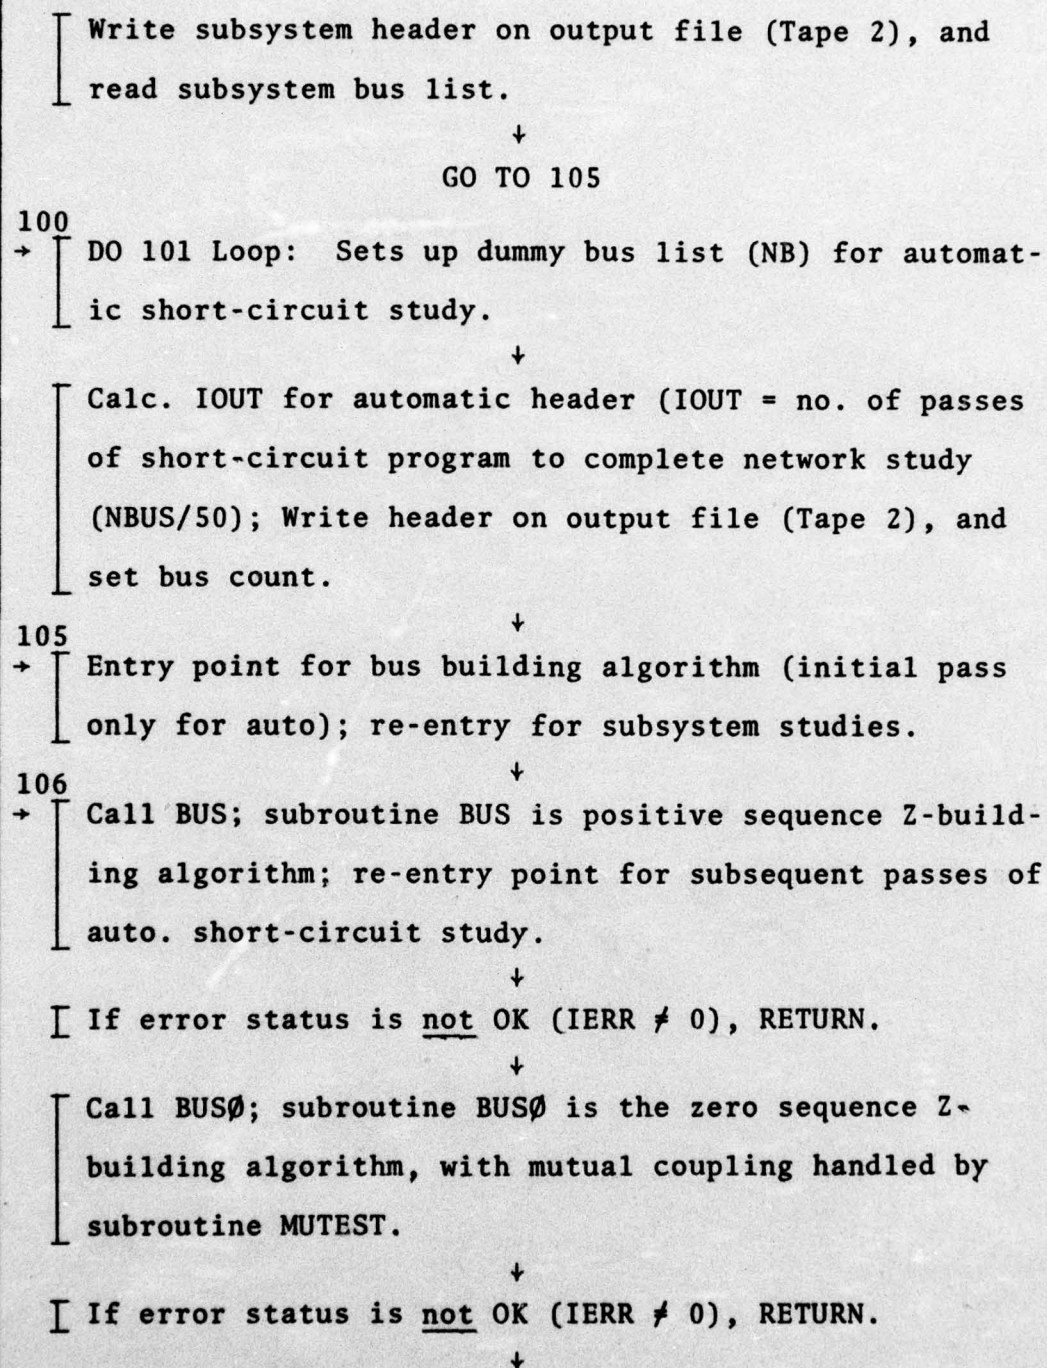 Write subsystem header on output file (Tape 2), and
read subsystem bus list.
↓
GO TO 105
100
→ DO 101 Loop: Sets up dummy bus list (NB) for automat-
ic short-circuit study.
↓
Calc. IOUT for automatic header (IOUT = no. of passes
of short-circuit program to complete network study
(NBUS/50); Write header on output file (Tape 2), and
set bus count.
↓
105
→ Entry point for bus building algorithm (initial pass
only for auto); re-entry for subsystem studies.
↓
106
→ Call BUS; subroutine BUS is positive sequence Z-build-
ing algorithm; re-entry point for subsequent passes of
auto. short-circuit study.
↓
If error status is not OK (IERR ≠ 0), RETURN.
↓
Call BUSØ; subroutine BUSØ is the zero sequence Z-
building algorithm, with mutual coupling handled by
subroutine MUTEST.
↓
If error status is not OK (IERR ≠ 0), RETURN.
↓